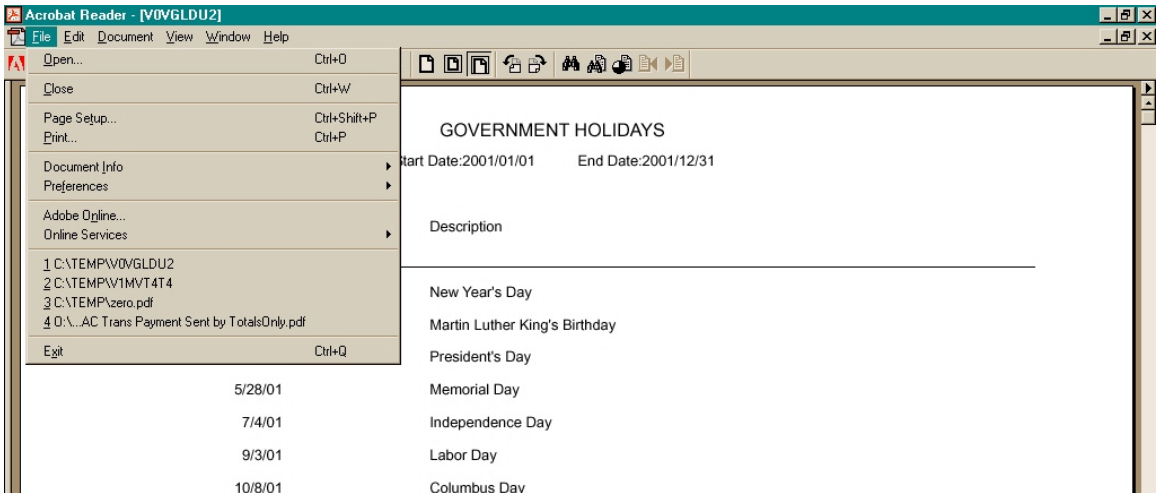 Acrobat Reader - [V0VGLDU2]
File Edit Document View Window Help
Open... Ctrl+O
Close Ctrl+W
Page Setup... Ctrl+Shift+P
Print... Ctrl+P
Document Info
Preferences
Adobe Online...
Online Services
1 C:\TEMP\V0VGLDU2
2 C:\TEMP\V1MVT4T4
3 C:\TEMP\zero.pdf
4 O:\...AC Trans Payment Sent by TotalsOnly.pdf
Exit Ctrl+Q
GOVERNMENT HOLIDAYS
Start Date:2001/01/01 End Date:2001/12/31
Description
New Year's Day
Martin Luther King's Birthday
President's Day
5/28/01 Memorial Day
7/4/01 Independence Day
9/3/01 Labor Day
10/8/01 Columbus Day